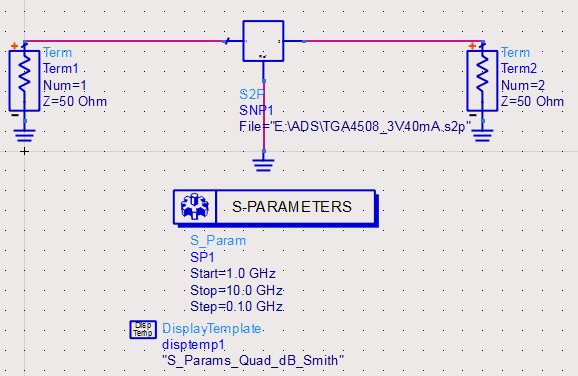 Term
Term1
Num=1
Z=50 Ohm
S2P
SNP1
File="E:\ADS\TGA4508_3V40mA.s2p"
Term
Term2
Num=2
Z=50 Ohm
S-PARAMETERS
S_Param
SP1
Start=1.0 GHz
Stop=10.0 GHz
Step=0.10 GHz
Disp
Temp
DisplayTemplate
disptemp1
"S_Params_Quad_dB_Smith"